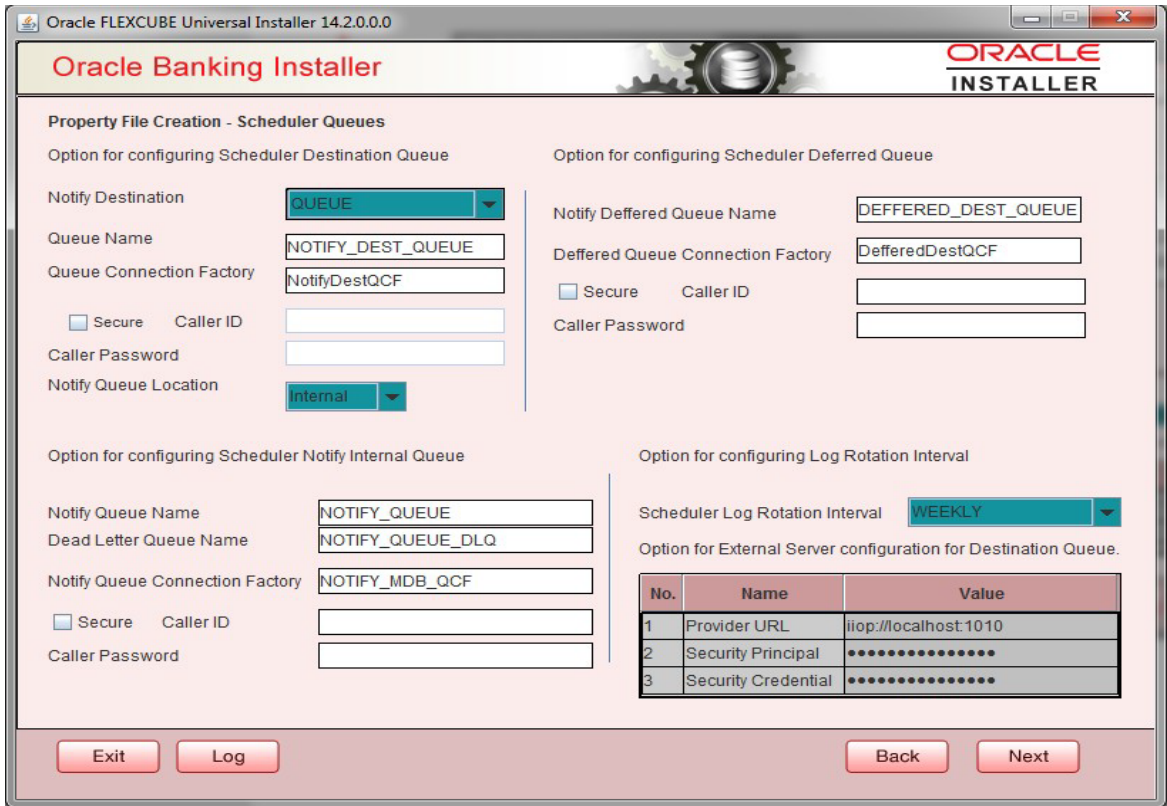 Oracle FLEXCUBE Universal Installer 14.2.0.0.0
Oracle Banking Installer
ORACLE
INSTALLER
Property File Creation - Scheduler Queues
Option for configuring Scheduler Destination Queue
Notify Destination
QUEUE
Queue Name
NOTIFY_DEST_QUEUE
Queue Connection Factory
NotifyDestQCF
Secure
Caller ID
Caller Password
Notify Queue Location
Internal
Option for configuring Scheduler Deferred Queue
Notify Deffered Queue Name
DEFFERED_DEST_QUEUE
Deffered Queue Connection Factory
DefferedDestQCF
Secure
Caller ID
Caller Password
Option for configuring Scheduler Notify Internal Queue
Notify Queue Name
NOTIFY_QUEUE
Dead Letter Queue Name
NOTIFY_QUEUE_DLQ
Notify Queue Connection Factory
NOTIFY_MDB_QCF
Secure
Caller ID
Caller Password
Option for configuring Log Rotation Interval
Scheduler Log Rotation Interval
WEEKLY
Option for External Server configuration for Destination Queue.
No. Name Value
1 Provider URL iiop://localhost:1010
2 Security Principal •••••••••••••••
3 Security Credential •••••••••••••••
Exit
Log
Back
Next